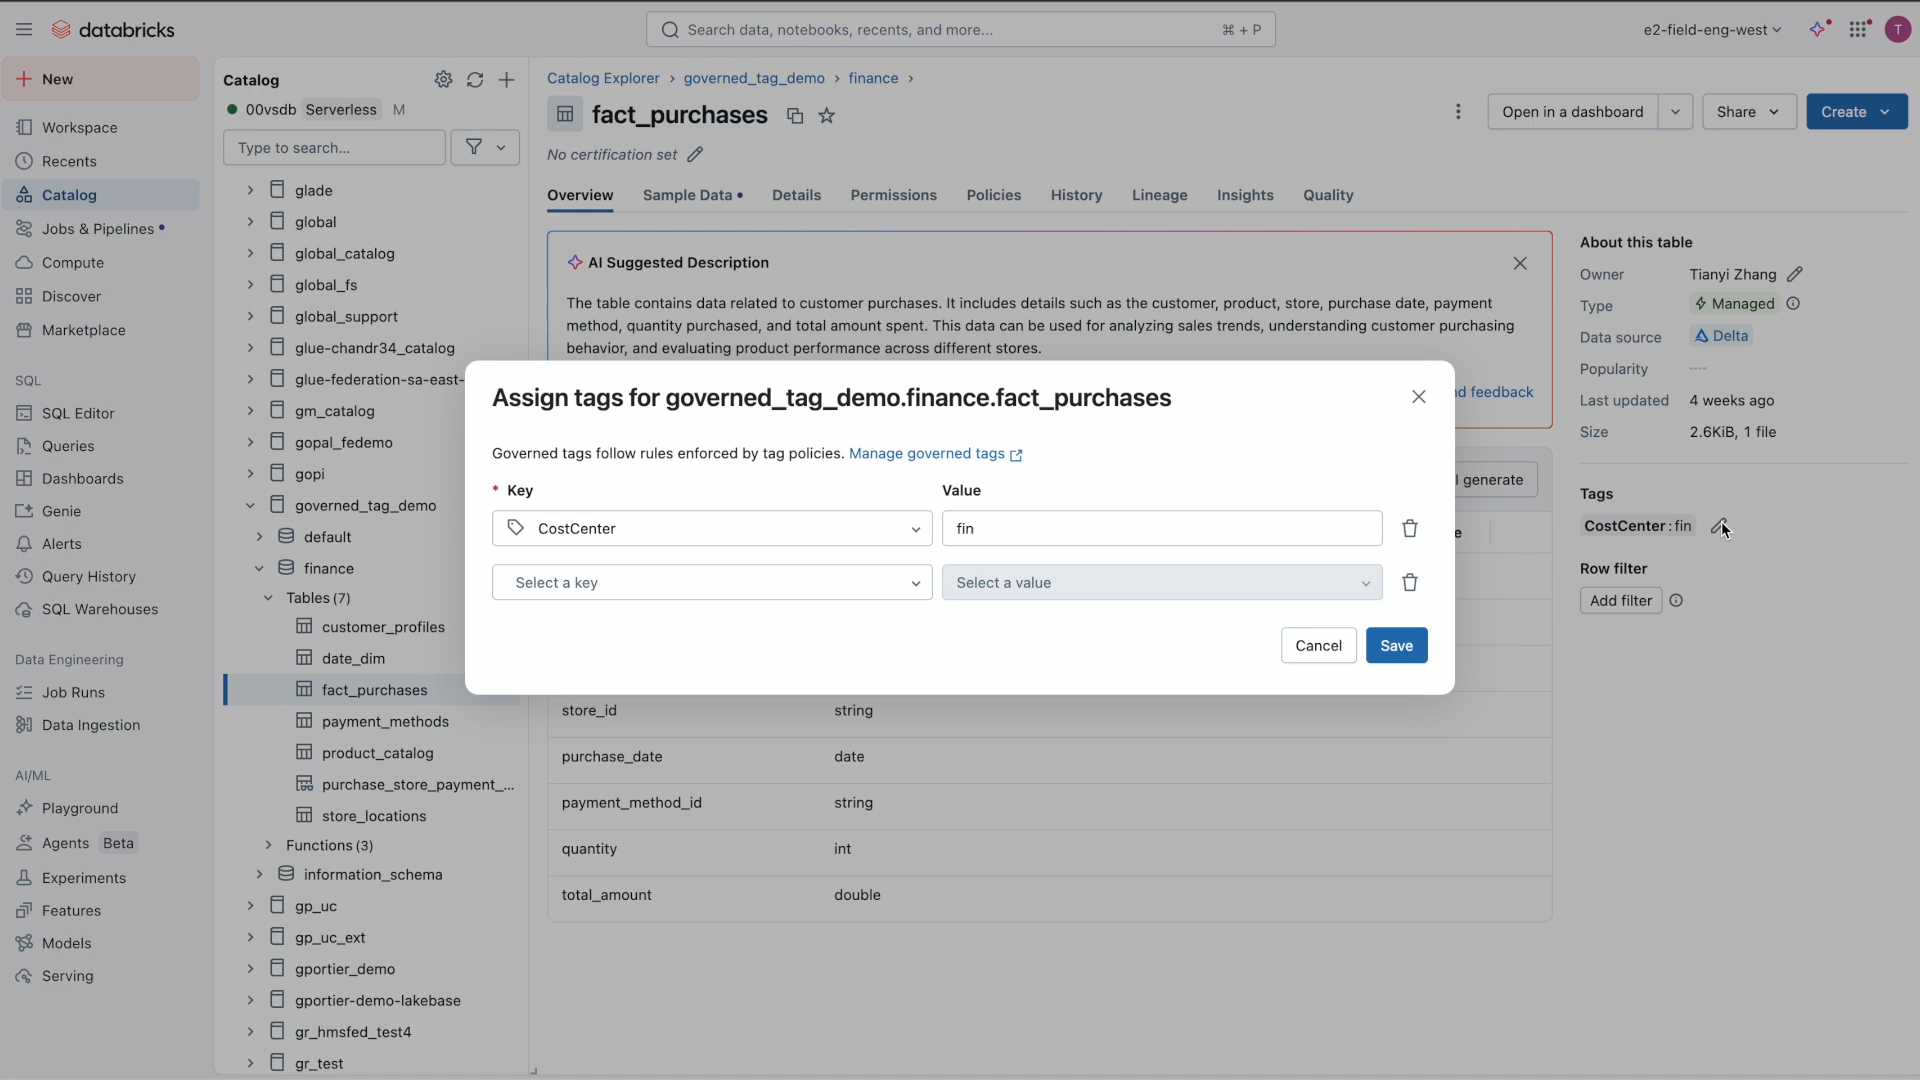 databricks
Search data, notebooks, recents, and more...
⌘ + P
e2-field-eng-west
T
New
Workspace
Recents
Catalog
Jobs & Pipelines
Compute
Discover
Marketplace
SQL
SQL Editor
Queries
Dashboards
Genie
Alerts
Query History
SQL Warehouses
Data Engineering
Job Runs
Data Ingestion
AI/ML
Playground
Agents Beta
Experiments
Features
Models
Serving
Catalog
00vsdb Serverless M
Type to search...
glade
global
global_catalog
global_fs
global_support
glue-chandr34_catalog
glue-federation-sa-east-
gm_catalog
gopal_fedemo
gopi
governed_tag_demo
default
finance
Tables (7)
customer_profiles
date_dim
fact_purchases
payment_methods
product_catalog
purchase_store_payment_...
store_locations
Functions (3)
information_schema
gp_uc
gp_uc_ext
gportier_demo
gportier-demo-lakebase
gr_hmsfed_test4
gr_test
Catalog Explorer › governed_tag_demo › finance ›
fact_purchases
Open in a dashboard
Share
Create
No certification set
Overview Sample Data Details Permissions Policies History Lineage Insights Quality
AI Suggested Description
The table contains data related to customer purchases. It includes details such as the customer, product, store, purchase date, payment
method, quantity purchased, and total amount spent. This data can be used for analyzing sales trends, understanding customer purchasing
behavior, and evaluating product performance across different stores.
nd feedback
I generate
e
Assign tags for governed_tag_demo.finance.fact_purchases
Governed tags follow rules enforced by tag policies. Manage governed tags
* Key Value
CostCenter fin
Select a key Select a value
Cancel Save
store_id string
purchase_date date
payment_method_id string
quantity int
total_amount double
About this table
Owner Tianyi Zhang
Type Managed
Data source Delta
Popularity
Last updated 4 weeks ago
Size 2.6KiB, 1 file
Tags
CostCenter : fin
Row filter
Add filter